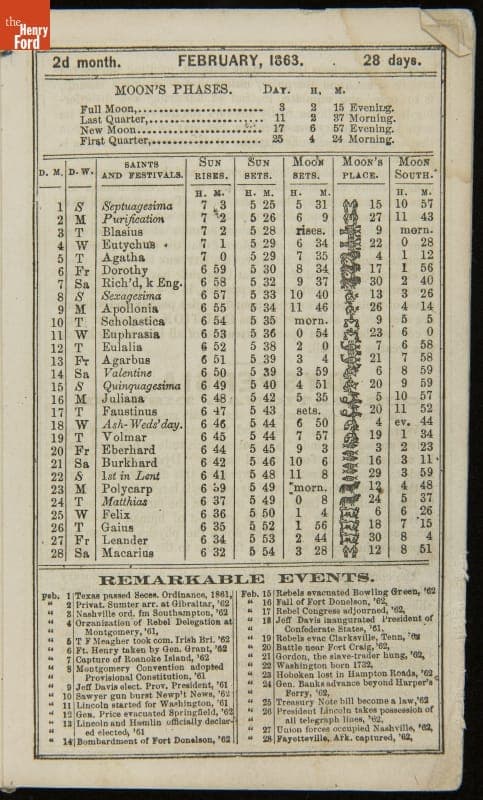 the
Henry
Ford
2d month. FEBRUARY, 1863. 28 days.
MOON'S PHASES. DAY. H. M.
Full Moon, 3 2 15 Evening.
Last Quarter, 11 2 37 Morning.
New Moon 17 6 57 Evening.
First Quarter, 25 4 24 Morning.
D. M. D. W. SAINTS AND FESTIVALS. SUN RISES. SUN SETS. MOON SETS. MOON'S PLACE. MOON SOUTH.
H. M. H. M. H. M.
1 S Septuagesima 7 3 5 25 5 31 15 10 57
2 M Purification 7 2 5 26 6 9 27 11 43
3 T Blasius 7 2 5 28 rises. 9 morn.
4 W Eutychus 7 1 5 29 6 34 22 0 28
5 T Agatha 7 0 5 29 7 35 4 1 12
6 Fr Dorothy 6 59 5 30 8 34 17 1 56
7 Sa Rich'd, k Eng. 6 58 5 32 9 37 30 2 40
8 S Sexagesima 6 57 5 33 10 40 13 3 26
9 M Apollonia 6 55 5 34 11 46 26 4 14
10 T Scholastica 6 54 5 35 morn. 9 5 5
11 W Euphrasia 6 53 5 36 0 54 23 6 0
12 T Eulalia 6 52 5 38 2 0 7 6 58
13 Fr Agarbus 6 51 5 39 3 4 21 7 58
14 Sa Valentine 6 50 5 39 3 59 6 8 59
15 S Quinquagesima 6 49 5 40 4 51 20 9 59
16 M Juliana 6 48 5 42 5 35 5 10 57
17 T Faustinus 6 47 5 43 sets. 20 11 52
18 W Ash-Weds'day. 6 46 5 44 6 50 4 ev. 44
19 T Volmar 6 45 5 44 7 57 19 1 34
20 Fr Eberhard 6 44 5 45 9 3 3 2 23
21 Sa Burkhard 6 42 5 46 10 6 16 3 11
22 S 1st in Lent 6 41 5 48 11 8 29 3 59
23 M Polycarp 6 39 5 49 morn. 12 4 48
24 T Matthias 6 37 5 49 0 8 24 5 37
25 W Felix 6 36 5 50 1 4 6 6 26
26 T Gaius 6 35 5 52 1 56 18 7 15
27 Fr Leander 6 34 5 53 2 44 30 8 4
28 Sa Macarius 6 32 5 54 3 28 12 8 51
REMARKABLE EVENTS.
Feb. 1 Texas passed Seces. Ordinance, 1861.
" 2 Privat. Sumter arr. at Gibraltar, '62
" 3 Nashville ord. fm Southampton, '62
" 4 Organization of Rebel Delegation at
Montgomery, '61.
" 5 T F Meagher took com. Irish Bri. '62
" 6 Ft. Henry taken by Gen. Grant, '62
" 7 Capture of Roanoke Island, '62
" 8 Montgomery Convention adopted
Provisional Constitution, '61
" 9 Jeff Davis elect. Prov. President, '61
" 10 Sawyer gun burst Newp't News, '62
" 11 Lincoln started for Washington, '61
" 12 Gen. Price evacuated Springfield, '62
" 13 Lincoln and Hemlin officially declar-
ed elected, '61
" 14 Bombardment of Fort Donelson, '62
Feb. 15 Rebels evacuated Bowling Green, '62
" 16 Fall of Fort Donelson, '62.
" 17 Rebel Congress adjourned, '62.
" 18 Jeff Davis inaugurated President of
Confederate States, '61.
" 19 Rebels evac Clarksville, Tenn., '62
" 20 Battle near Fort Craig, '62,
" 21 Gordon, the slave-trader hung, '62
" 22 Washington born 1732.
" 23 Hoboken lost in Hampton Roads, '62
" 24 Gen. Banks advance beyond Harper's
Ferry, '62.
" 25 Treasury Note bill become a law, '62
" 26 President Lincoln takes possession of
all telegraph lines, '62.
" 27 Union forces occupied Nashville, '62,
" 28 Fayetteville, Ark. captured, '62.